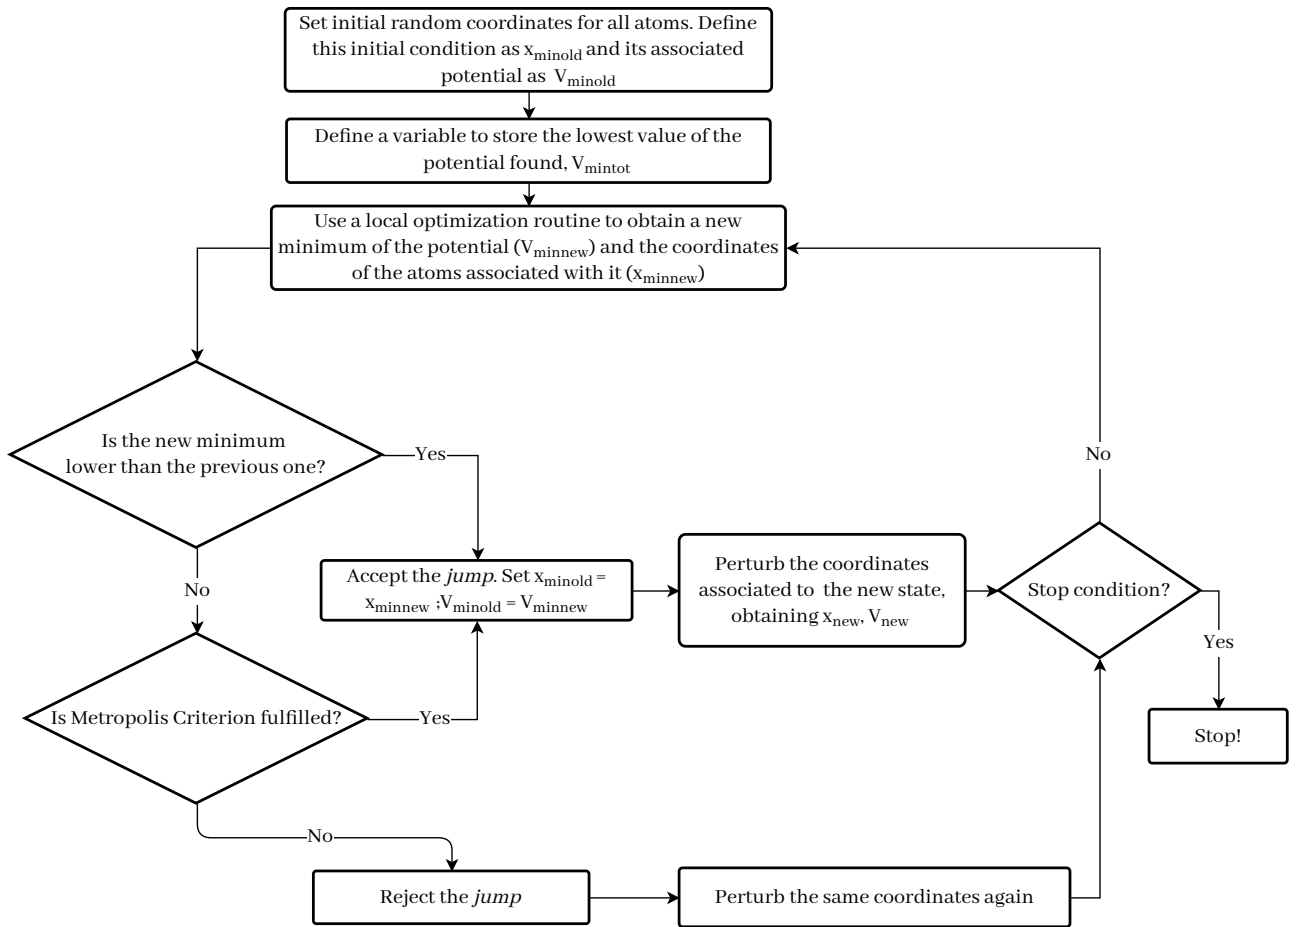 Set initial random coordinates for all atoms. Define
this initial condition as x_minold and its associated
potential as V_minold
Define a variable to store the lowest value of the
potential found, V_mintot
Use a local optimization routine to obtain a new
minimum of the potential (V_minnew) and the coordinates
of the atoms associated with it (x_minnew)
Is the new minimum
lower than the previous one?
Yes
No
No
Accept the jump. Set x_minold =
x_minnew ;V_minold = V_minnew
Perturb the coordinates
associated to the new state,
obtaining x_new, V_new
Stop condition?
Yes
Is Metropolis Criterion fulfilled?
Yes
Stop!
No
Reject the jump
Perturb the same coordinates again